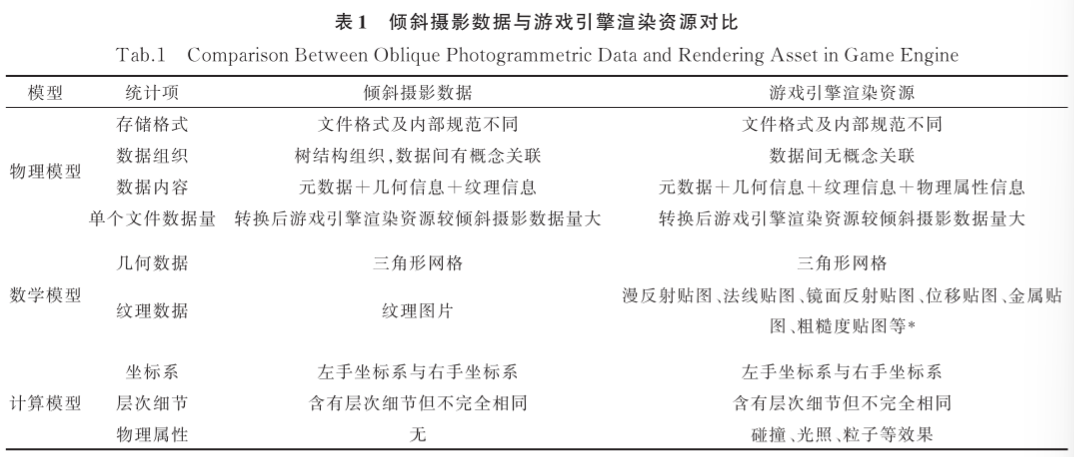 表1 倾斜摄影数据与游戏引擎渲染资源对比
Tab.1 Comparison Between Oblique Photogrammetric Data and Rendering Asset in Game Engine
模型 统计项 倾斜摄影数据 游戏引擎渲染资源
存储格式 文件格式及内部规范不同 文件格式及内部规范不同
数据组织 树结构组织,数据间有概念关联 数据间无概念关联
物理模型
数据内容 元数据+几何信息+纹理信息 元数据+几何信息+纹理信息+物理属性信息
单个文件数据量 转换后游戏引擎渲染资源较倾斜摄影数据量大 转换后游戏引擎渲染资源较倾斜摄影数据量大
几何数据 三角形网格 三角形网格
数学模型
纹理数据 纹理图片 漫反射贴图、法线贴图、镜面反射贴图、位移贴图、金属贴
图、粗糙度贴图等*
坐标系 左手坐标系与右手坐标系 左手坐标系与右手坐标系
计算模型 层次细节 含有层次细节但不完全相同 含有层次细节但不完全相同
物理属性 无 碰撞、光照、粒子等效果